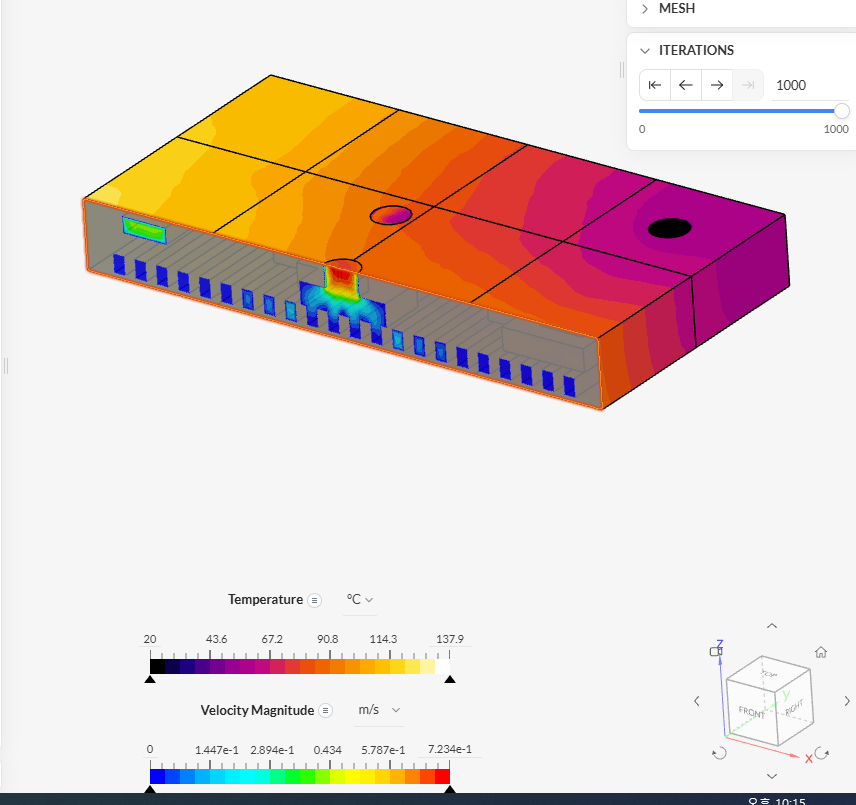 MESH
ITERATIONS
1000
0 1000
Temperature °C
20 43.6 67.2 90.8 114.3 137.9
Velocity Magnitude m/s
0 1.447e-1 2.894e-1 0.434 5.787e-1 7.234e-1
Z
TOP
Y
FRONT RIGHT
X
오후 10:15